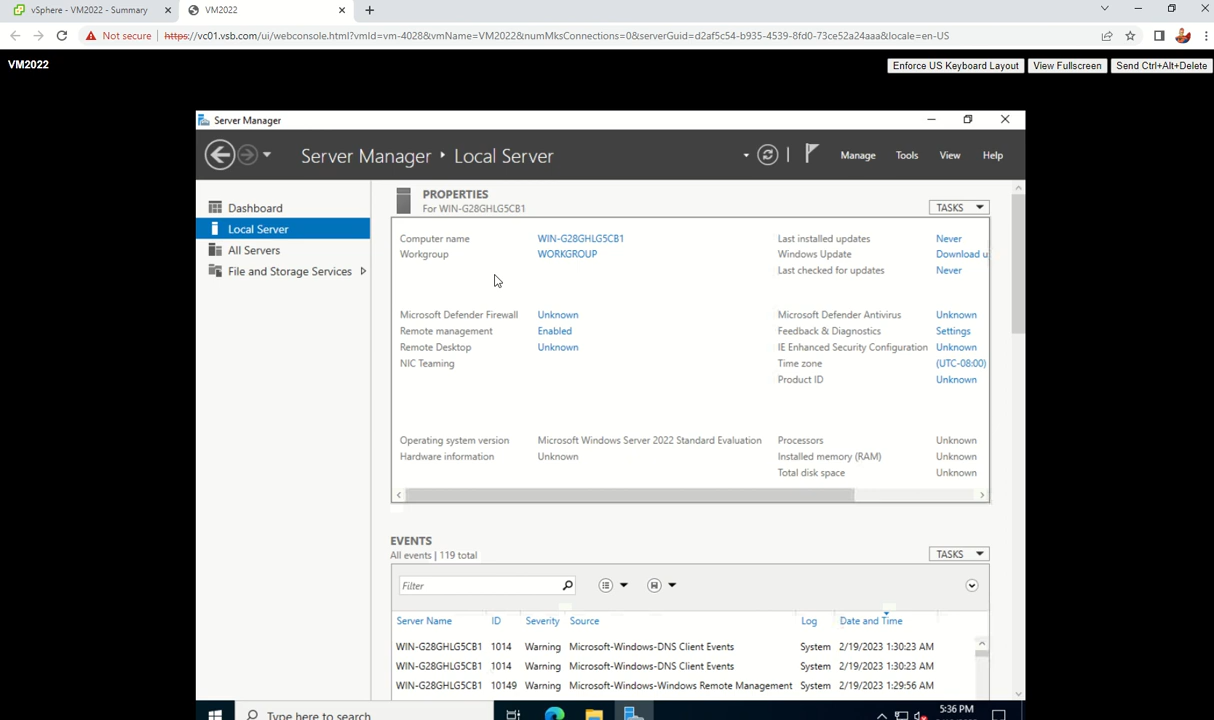 vSphere - VM2022 - Summary
VM2022
Not secure
https://vc01.vsb.com/ui/webconsole.html?vmId=vm-4028&vmName=VM2022&numMksConnections=0&serverGuid=d2af5c54-b935-4539-8fd0-73ce52a24aaa&locale=en-US
VM2022
Enforce US Keyboard Layout
View Fullscreen
Send Ctrl+Alt+Delete
Server Manager
Server Manager
Local Server
Manage
Tools
View
Help
Dashboard
Local Server
All Servers
File and Storage Services
PROPERTIES
For WIN-G28GHLG5CB1
TASKS
Computer name WIN-G28GHLG5CB1 Last installed updates Never
Workgroup WORKGROUP Windows Update Download u
Last checked for updates Never
Microsoft Defender Firewall Unknown Microsoft Defender Antivirus Unknown
Remote management Enabled Feedback & Diagnostics Settings
Remote Desktop Unknown IE Enhanced Security Configuration Unknown
NIC Teaming Time zone (UTC-08:00)
Product ID Unknown
Operating system version Microsoft Windows Server 2022 Standard Evaluation Processors Unknown
Hardware information Unknown Installed memory (RAM) Unknown
Total disk space Unknown
EVENTS
All events | 119 total
TASKS
Filter
Server Name ID Severity Source Log Date and Time
WIN-G28GHLG5CB1 1014 Warning Microsoft-Windows-DNS Client Events System 2/19/2023 1:30:23 AM
WIN-G28GHLG5CB1 1014 Warning Microsoft-Windows-DNS Client Events System 2/19/2023 1:30:23 AM
WIN-G28GHLG5CB1 10149 Warning Microsoft-Windows-Windows Remote Management System 2/19/2023 1:29:56 AM
Type here to search
5:36 PM